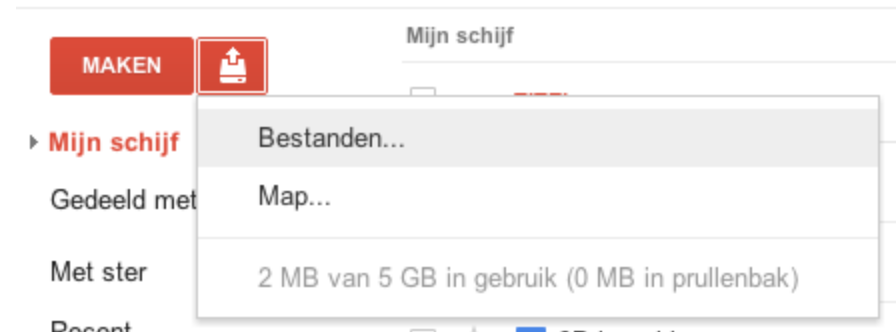 Mijn schijf
MAKEN
Bestanden...
Mijn schijf
Map...
Gedeeld met
2 MB van 5 GB in gebruik (0 MB in prullenbak)
Met ster